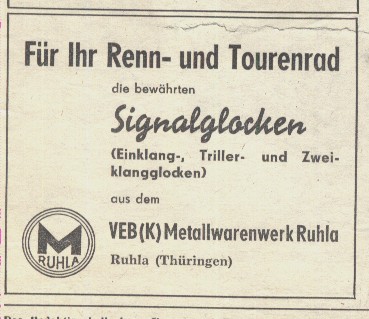 Für Ihr Renn- und Tourenrad
die bewährten
Signalglocken
(Einklang-, Triller- und Zwei-
klangglocken)
aus dem
VEB (K) Metallwarenwerk Ruhla
Ruhla (Thüringen)
M
RUHLA